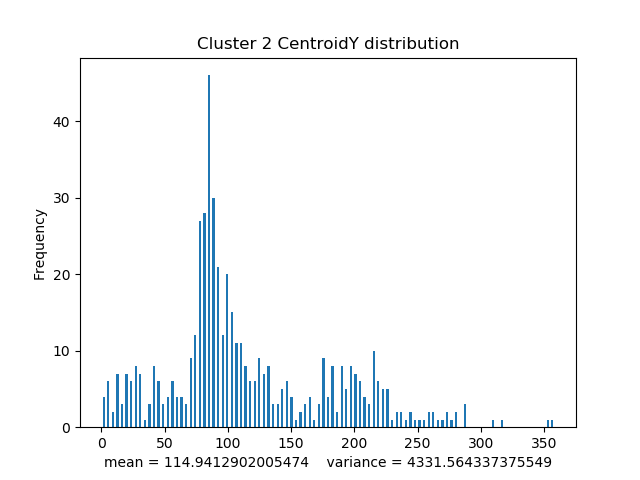 Cluster 2 CentroidY distribution
Frequency
40
30
20
10
0
0 50 100 150 200 250 300 350
mean = 114.9412902005474 variance = 4331.564337375549